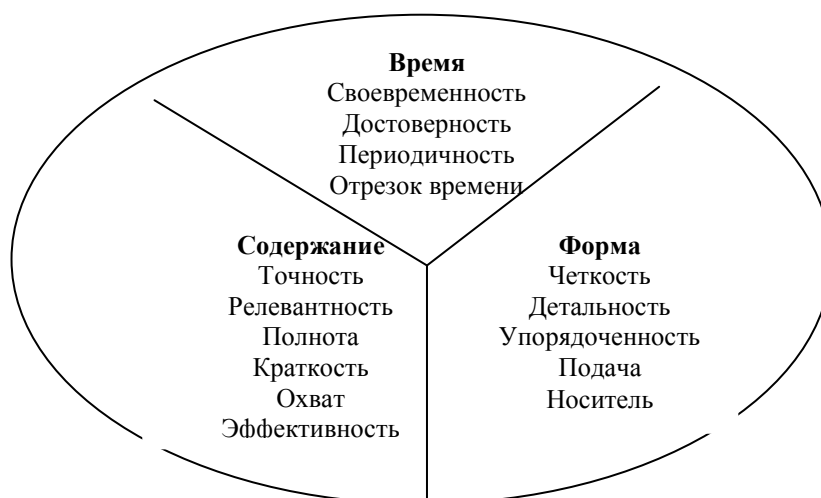 Время
Своевременность
Достоверность
Периодичность
Отрезок времени
Содержание
Точность
Релевантность
Полнота
Краткость
Охват
Эффективность
Форма
Четкость
Детальность
Упорядоченность
Подача
Носитель